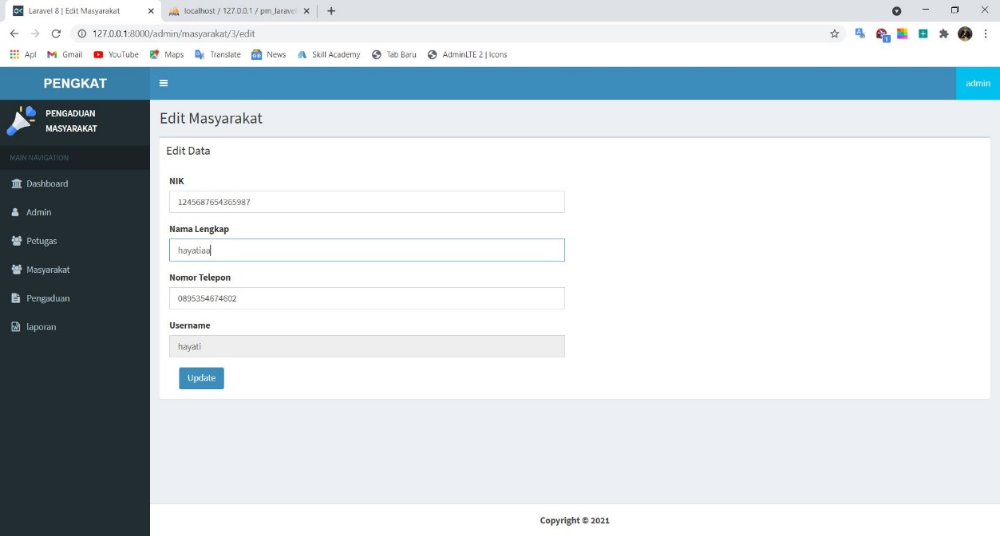 Laravel 8 | Edit Masyarakat
localhost / 127.0.0.1 / pm_laravel
127.0.0.1:8000/admin/masyarakat/3/edit
1
Apl Gmail YouTube Maps Translate News Skill Academy Tab Baru AdminLTE 2 | Icons
PENGKAT
admin
PENGADUAN
MASYARAKAT
MAIN NAVIGATION
Dashboard
Admin
Petugas
Masyarakat
Pengaduan
laporan
Edit Masyarakat
Edit Data
NIK
1245687654365987
Nama Lengkap
hayatiaa
Nomor Telepon
0895354674602
Username
hayati
Update
Copyright © 2021